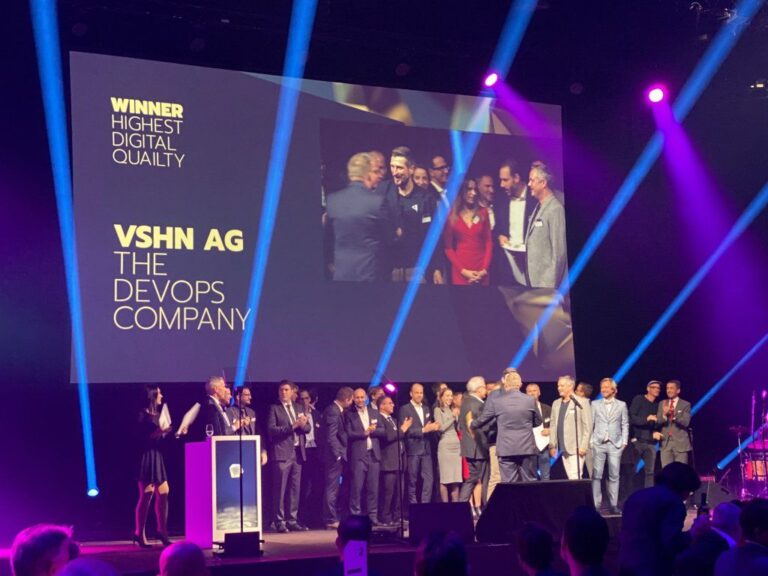 WINNER
HIGHEST
DIGITAL
QUAILTY
VSHN AG
THE
DEVOPS
COMPANY